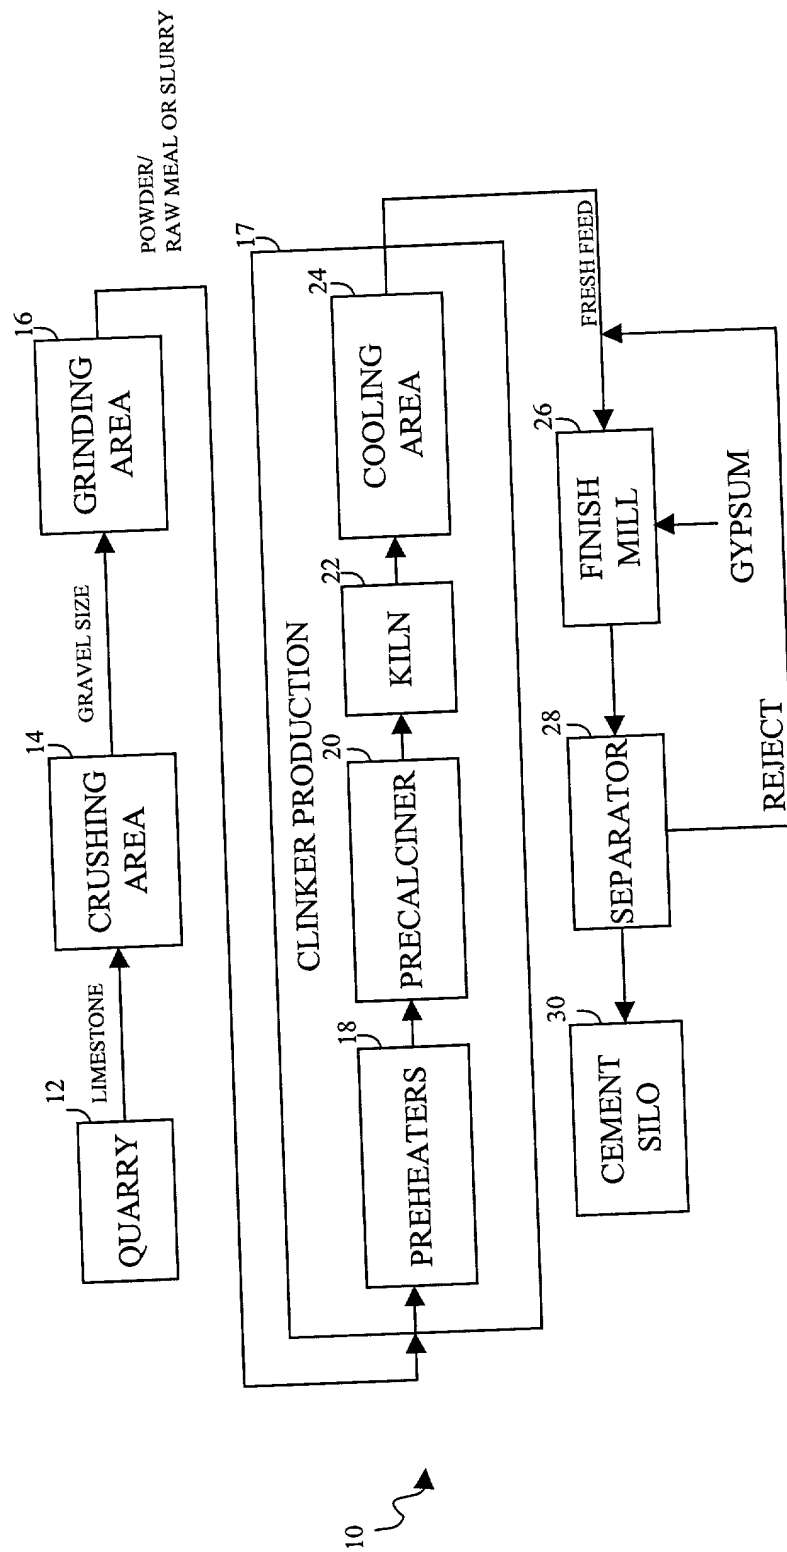 10
12
QUARRY
LIMESTONE
14
CRUSHING
AREA
GRAVEL SIZE
16
GRINDING
AREA
POWDER/
RAW MEAL OR SLURRY
17
CLINKER PRODUCTION
18
PREHEATERS
20
PRECALCINER
22
KILN
24
COOLING
AREA
FRESH FEED
26
FINISH
MILL
GYPSUM
28
SEPARATOR
REJECT
30
CEMENT
SILO